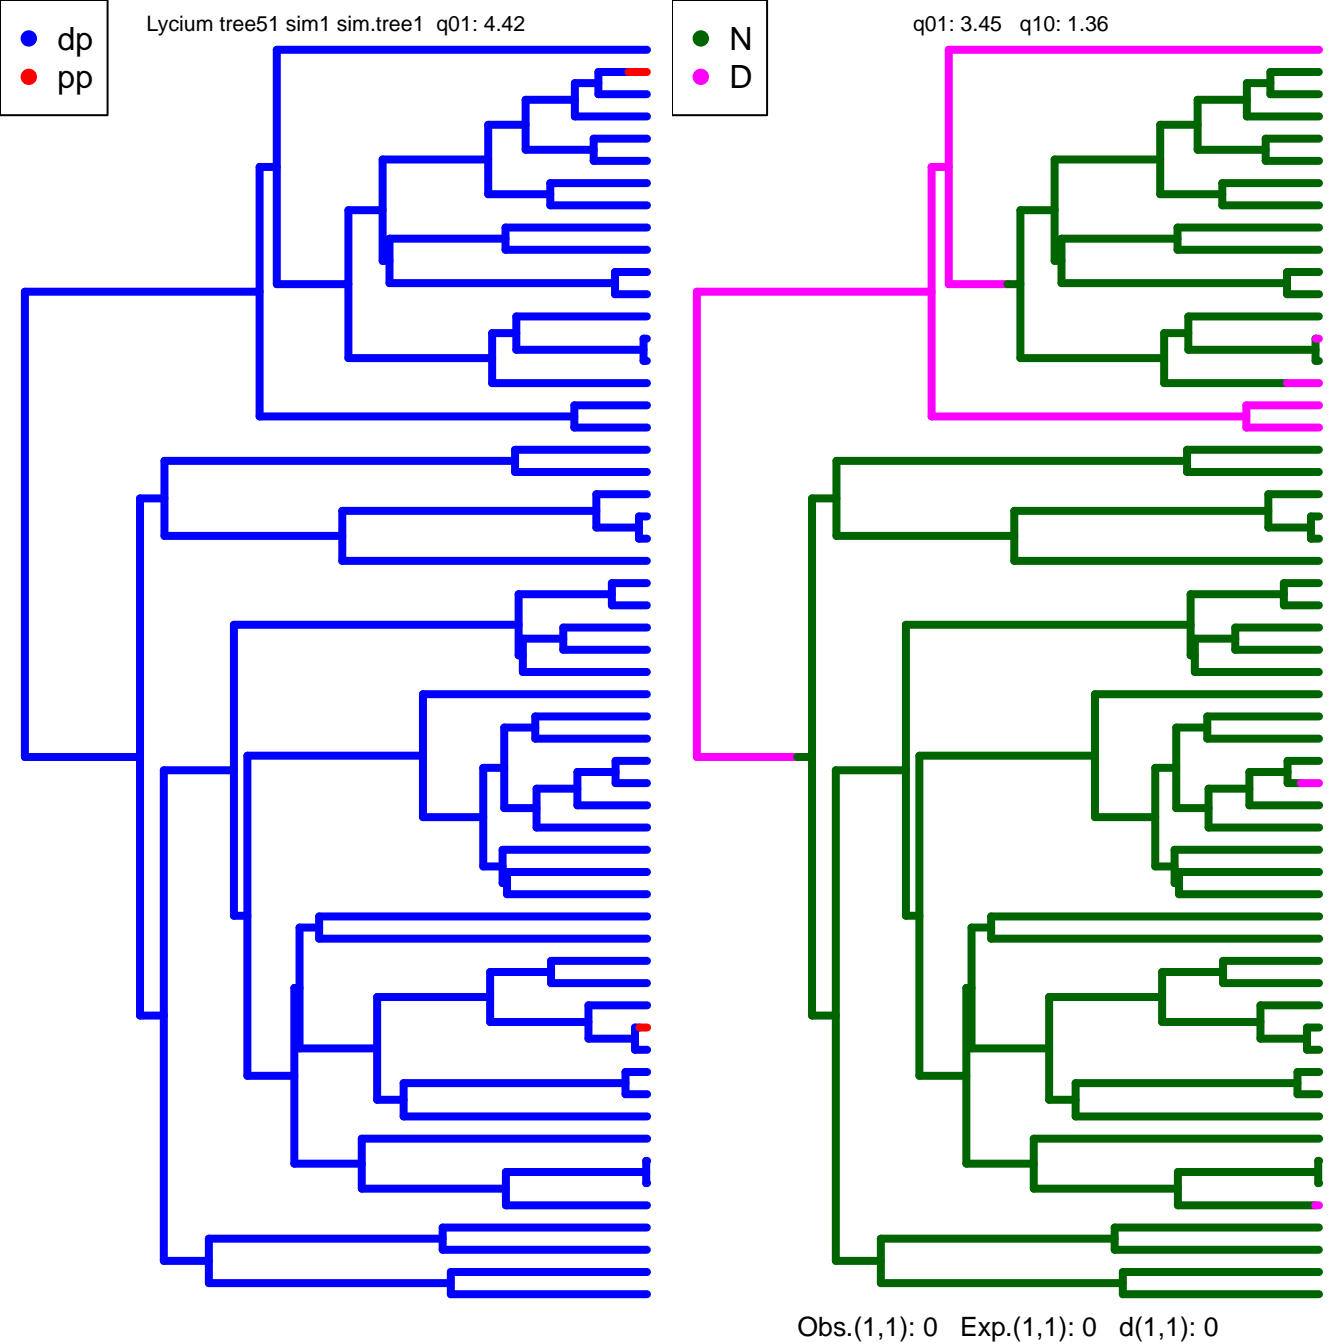 Lycium tree51 sim1 sim.tree1 q01: 4.42
dp
pp
q01: 3.45 q10: 1.36
N
D
Obs.(1,1): 0 Exp.(1,1): 0 d(1,1): 0